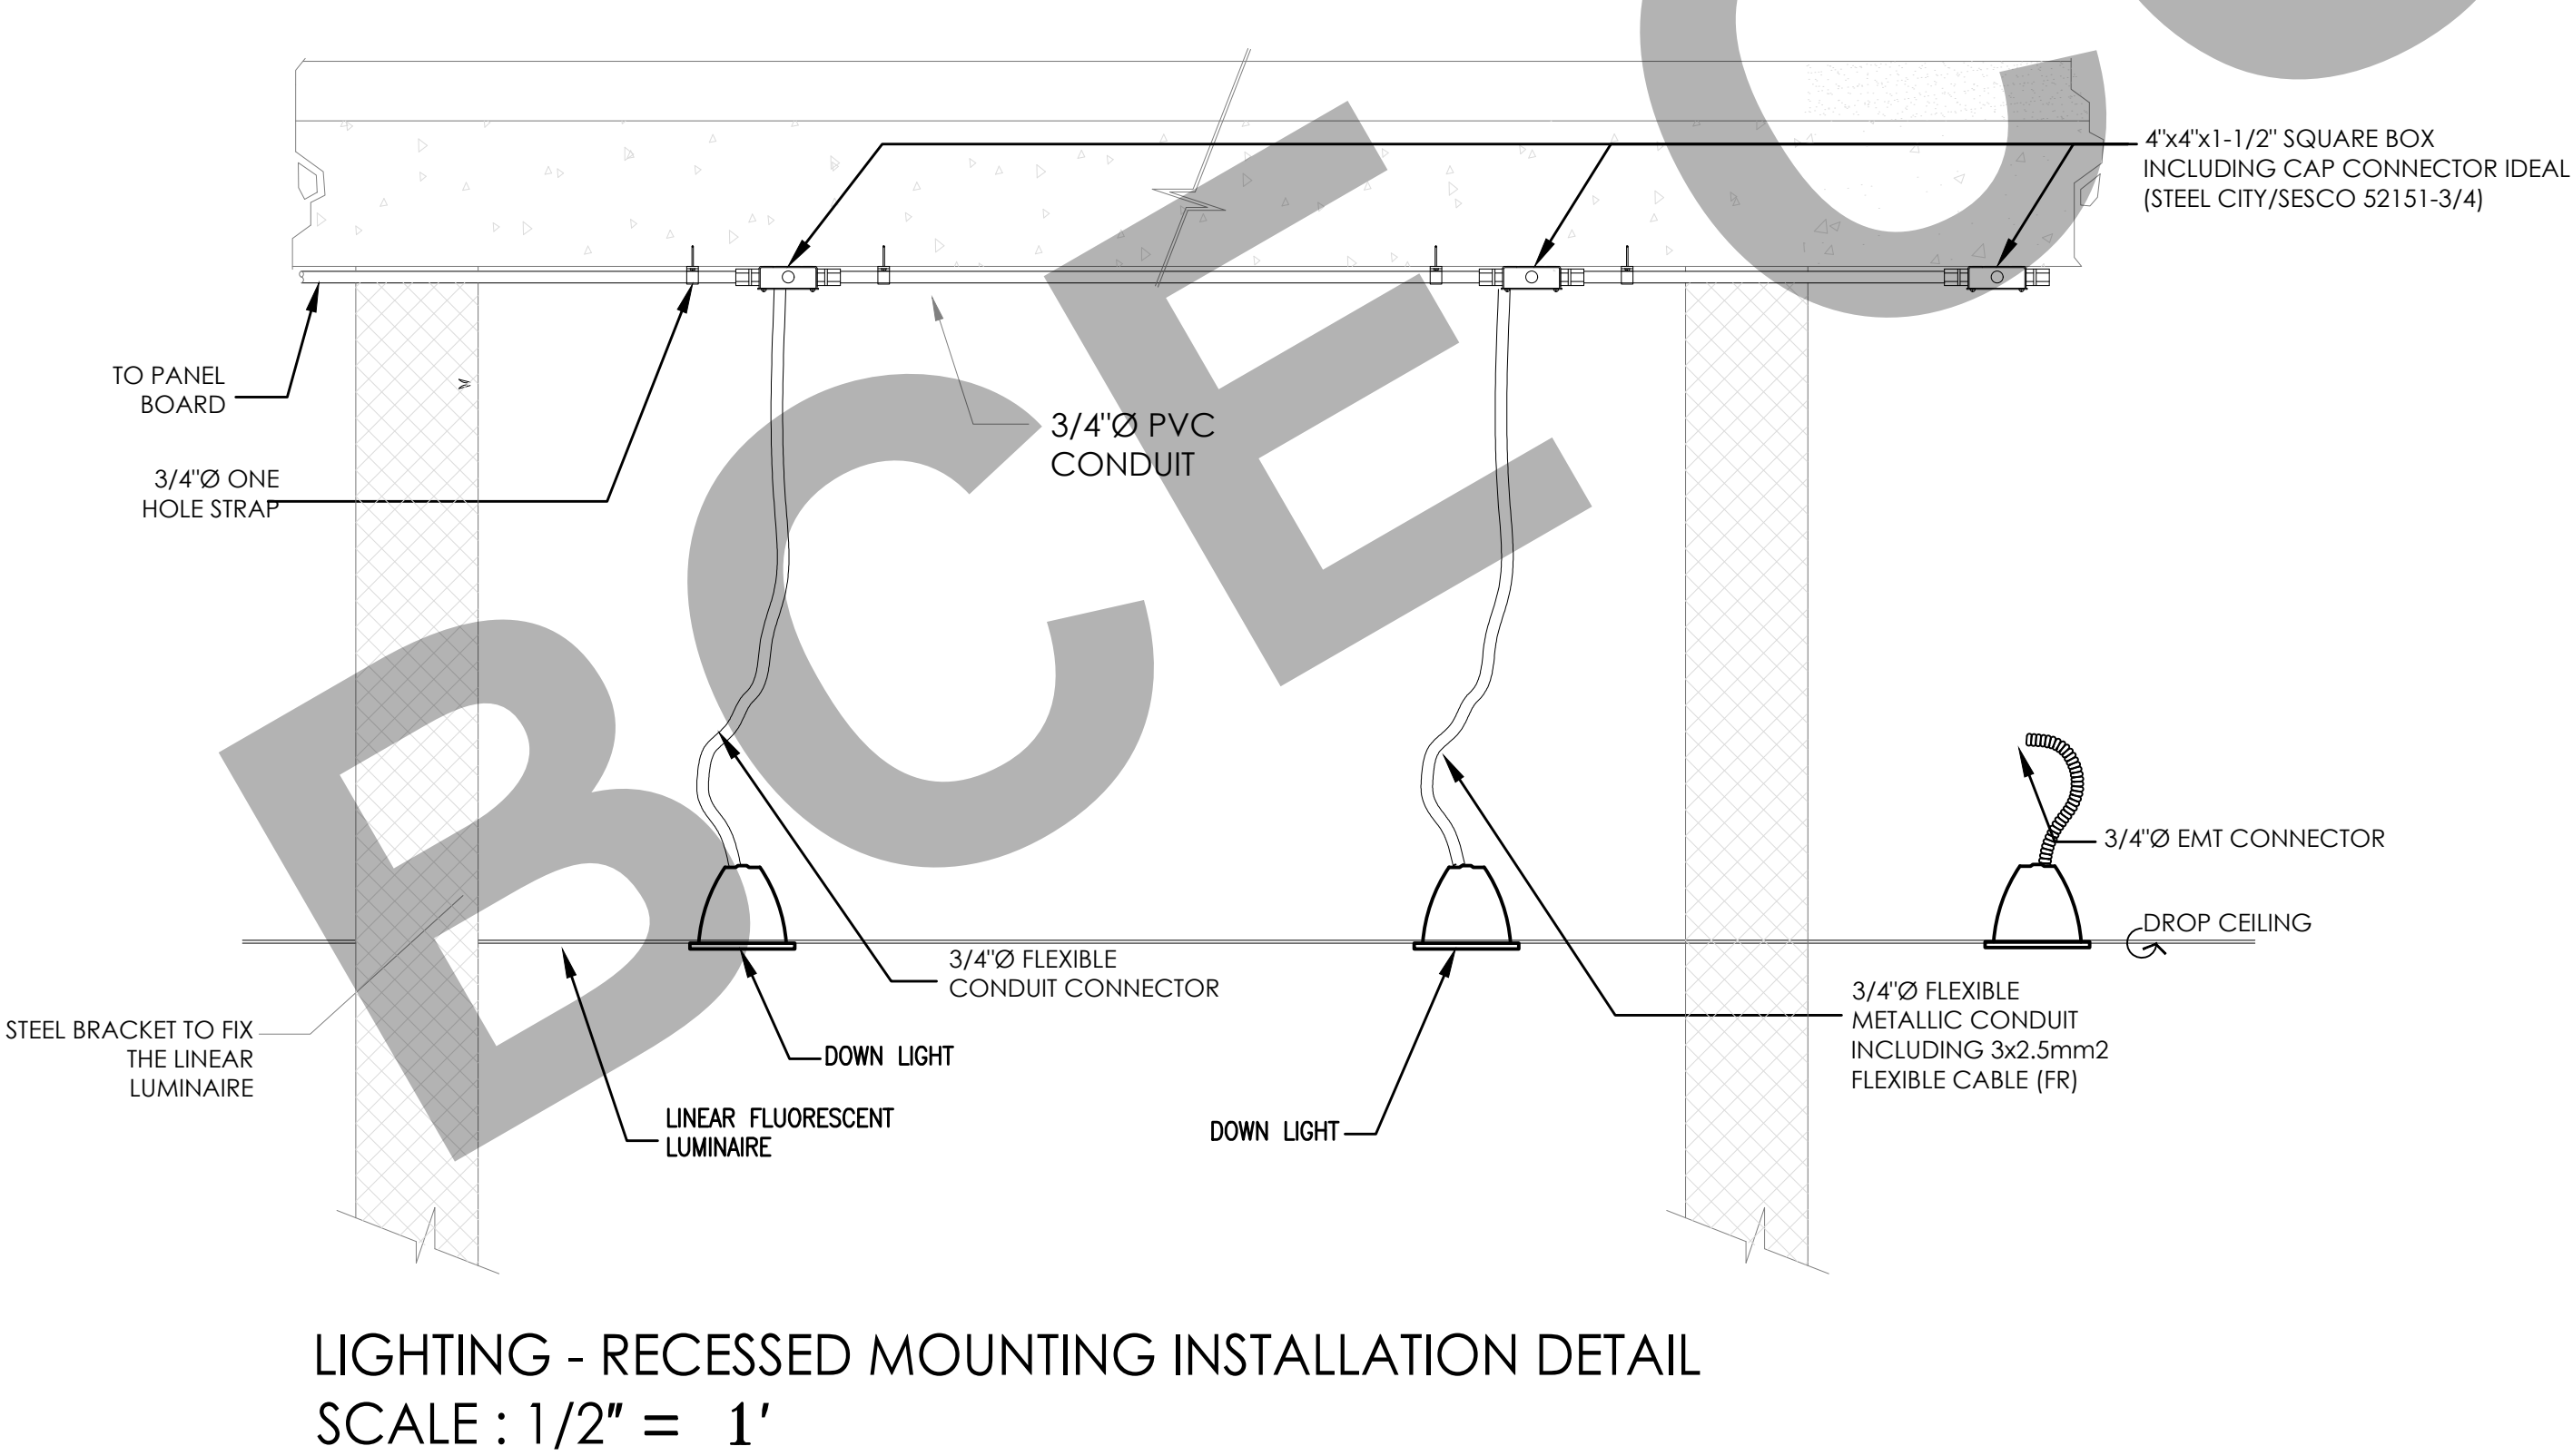 4"x4"x1-1/2" SQUARE BOX
INCLUDING CAP CONNECTOR IDEAL
(STEEL CITY/SESCO 52151-3/4)
TO PANEL
BOARD
3/4"Ø ONE
HOLE STRAP
3/4"Ø PVC
CONDUIT
3/4"Ø EMT CONNECTOR
DROP CEILING
3/4"Ø FLEXIBLE
CONDUIT CONNECTOR
3/4"Ø FLEXIBLE
METALLIC CONDUIT
INCLUDING 3x2.5mm2
FLEXIBLE CABLE (FR)
STEEL BRACKET TO FIX
THE LINEAR
LUMINAIRE
DOWN LIGHT
LINEAR FLUORESCENT
LUMINAIRE
DOWN LIGHT
LIGHTING - RECESSED MOUNTING INSTALLATION DETAIL
SCALE : 1/2" = 1'
BCE C